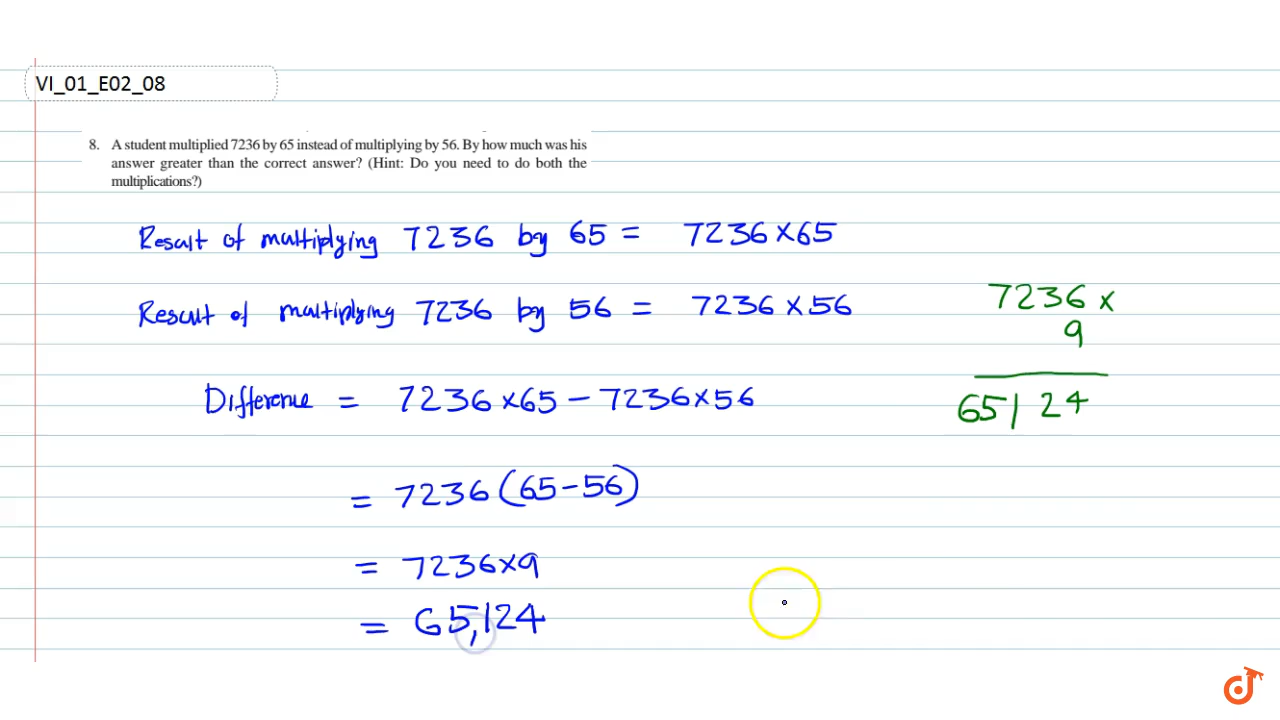 VI_01_E02_08
8. A student multiplied 7236 by 65 instead of multiplying by 56. By how much was his
answer greater than the correct answer? (Hint: Do you need to do both the
multiplications?)
Result of multiplying 7236 by 65 = 7236×65
Result of multiplying 7236 by 56 = 7236×56
Difference = 7236×65 – 7236×56
= 7236(65–56)
= 7236×9
= 65,124
7236 ×
9
65124